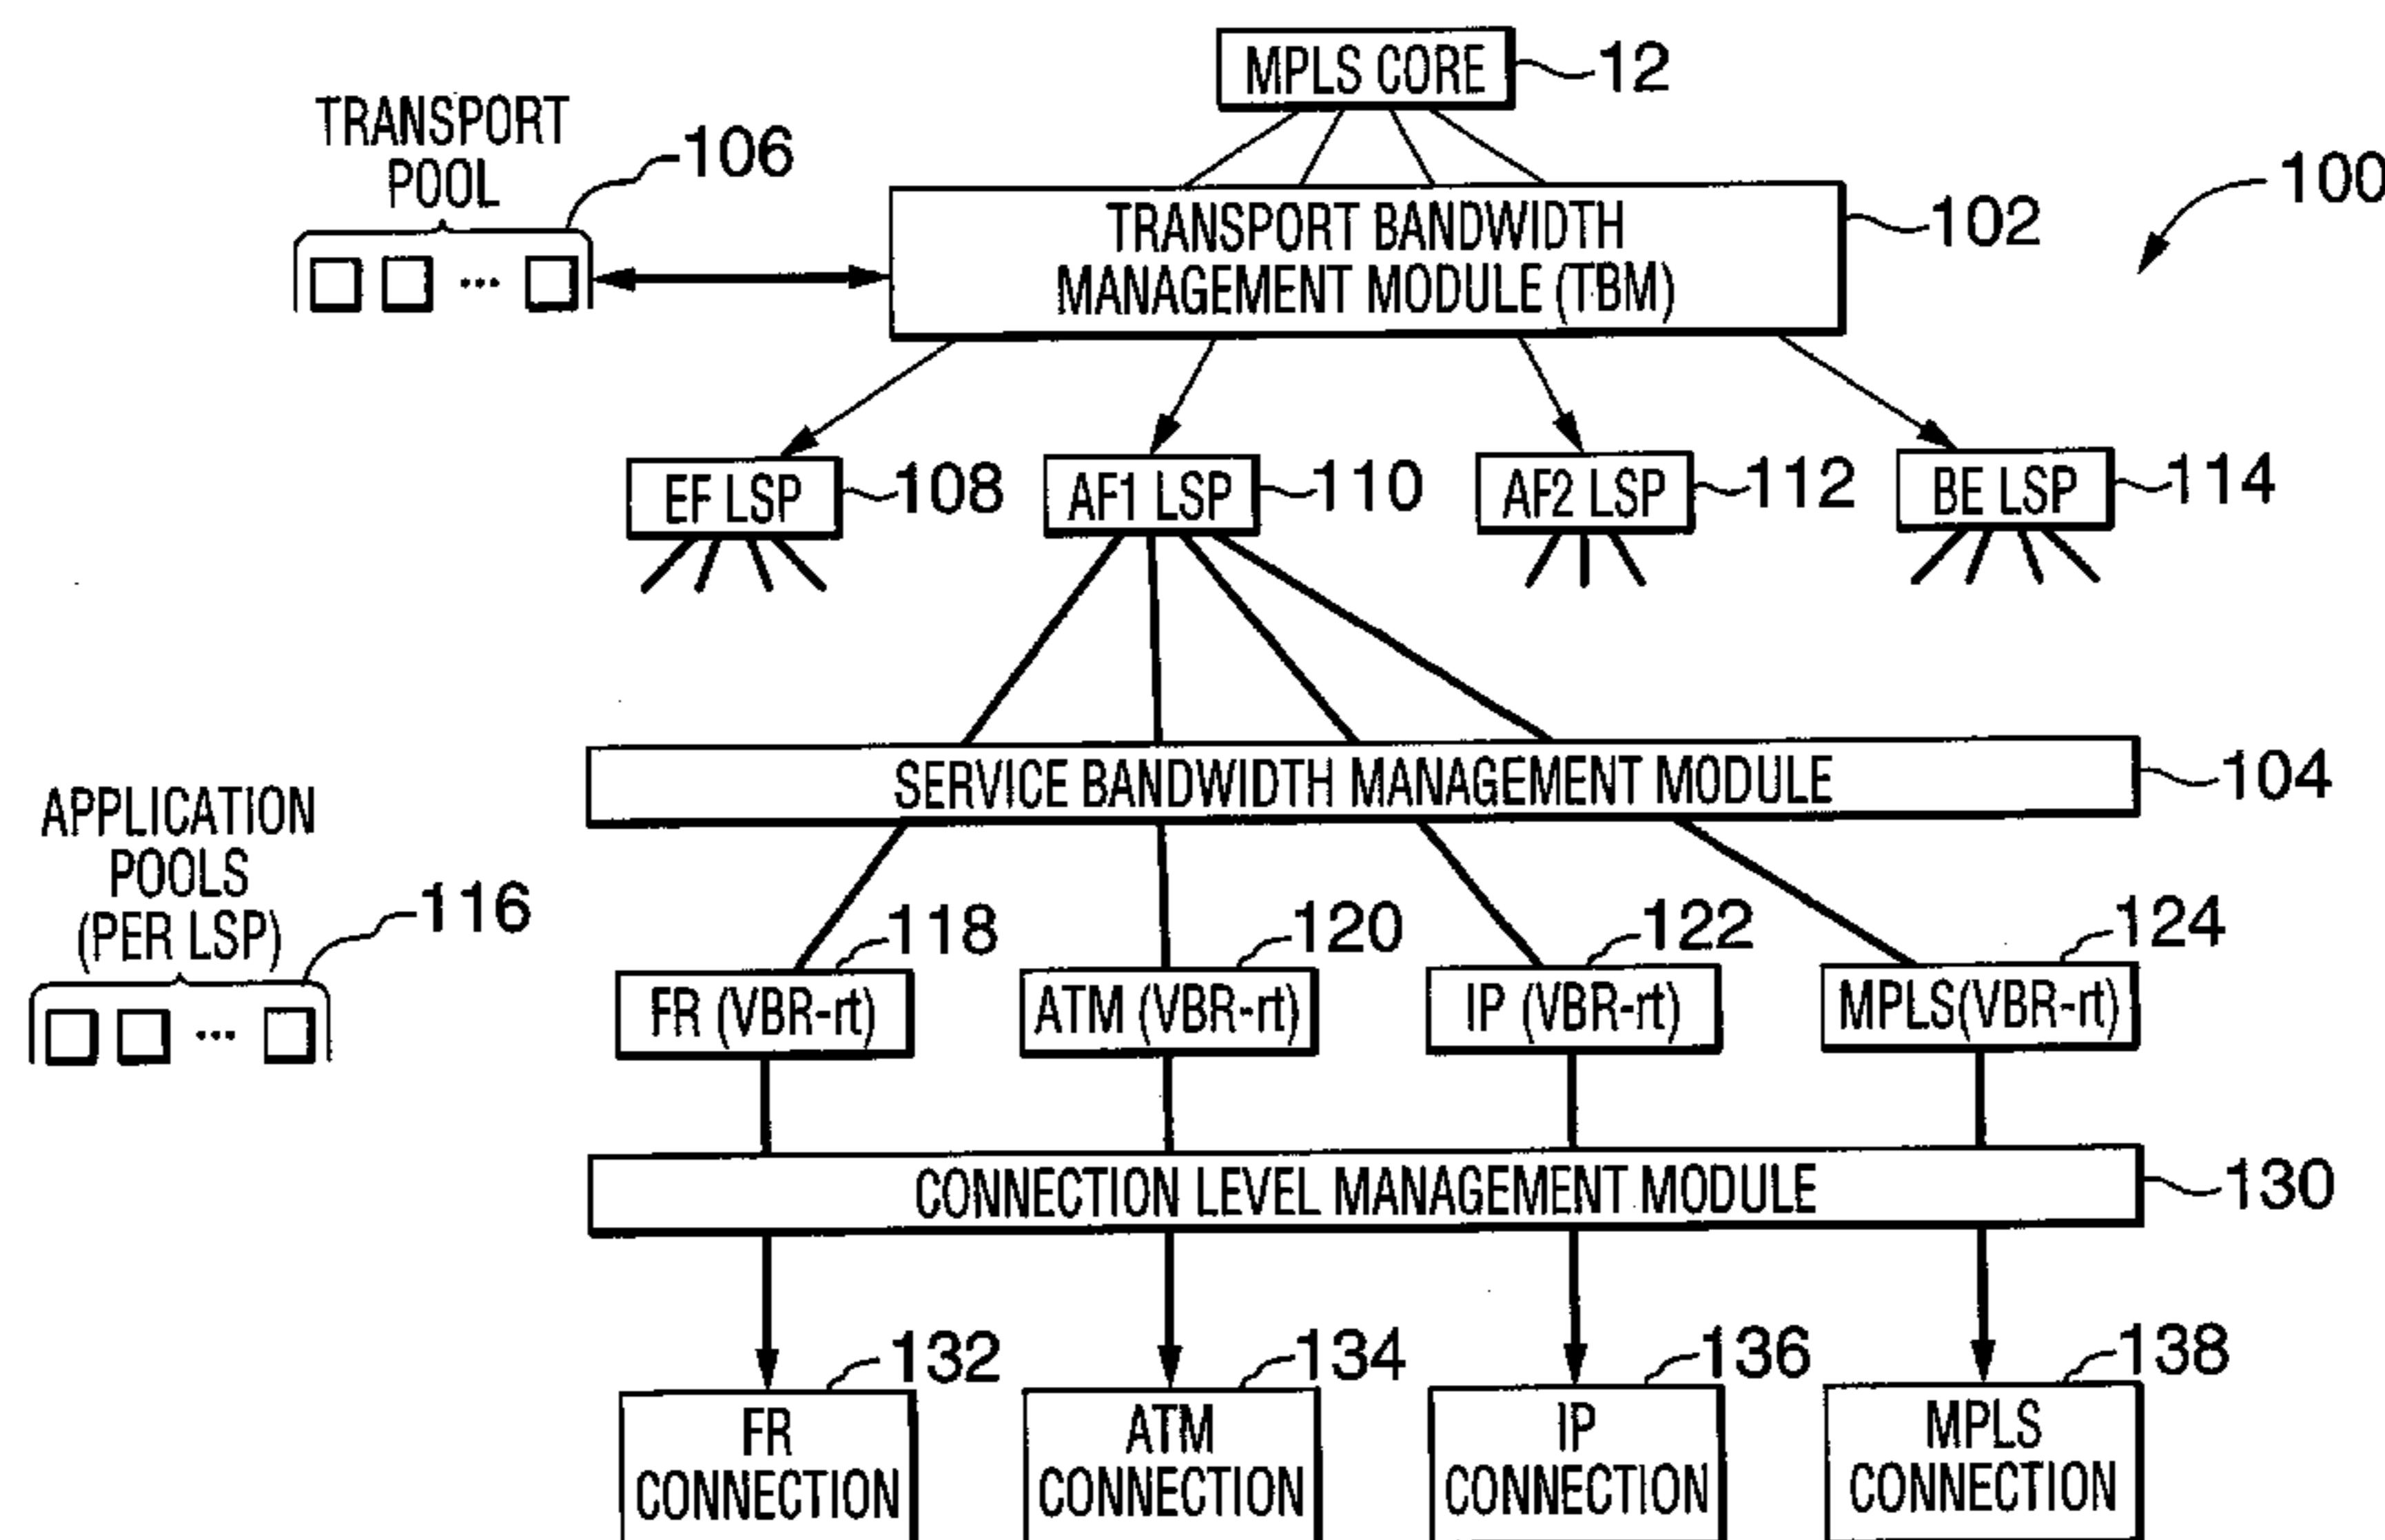 MPLS CORE
12
TRANSPORT
POOL
106
100
TRANSPORT BANDWIDTH
MANAGEMENT MODULE (TBM)
102
...
EF LSP
108
AF1 LSP
110
AF2 LSP
112
BE LSP
114
SERVICE BANDWIDTH MANAGEMENT MODULE
104
APPLICATION
POOLS
(PER LSP)
116
...
118
120
122
124
FR (VBR-rt)
ATM (VBR-rt)
IP (VBR-rt)
MPLS(VBR-rt)
CONNECTION LEVEL MANAGEMENT MODULE
130
132
134
136
138
FR
CONNECTION
ATM
CONNECTION
IP
CONNECTION
MPLS
CONNECTION